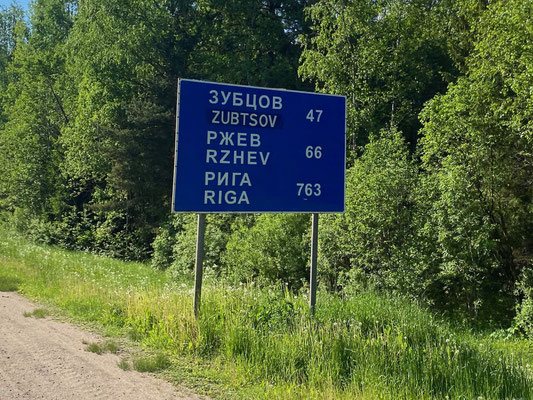 ЗУБЦОВ
ZUBTSOV 47
РЖЕВ
RZHEV 66
РИГА
RIGA 763